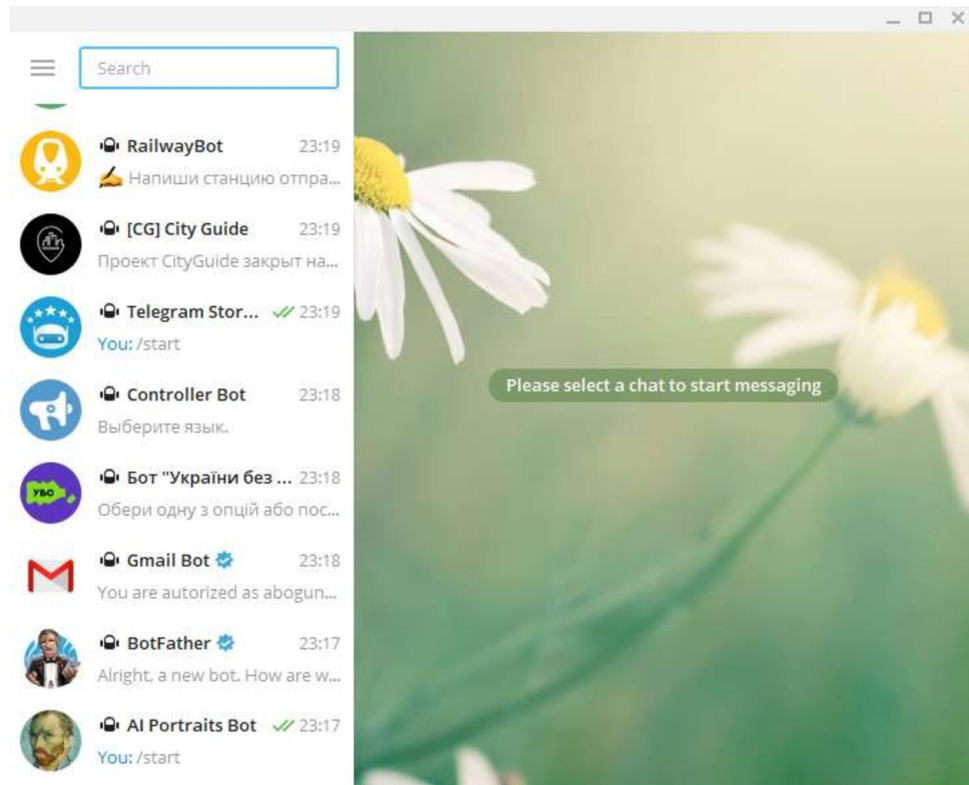 Search
RailwayBot 23:19
✍ Напиши станцию отпра...
[CG] City Guide 23:19
Проект CityGuide закрыт на...
Telegram Stor... 23:19
You: /start
Controller Bot 23:18
Выберите язык.
Бот "України без ... 23:18
УВО
Обери одну з опцій або пос...
Gmail Bot 23:18
You are autorized as abogun...
BotFather 23:17
Alright, a new bot. How are w...
AI Portraits Bot 23:17
You: /start
Please select a chat to start messaging